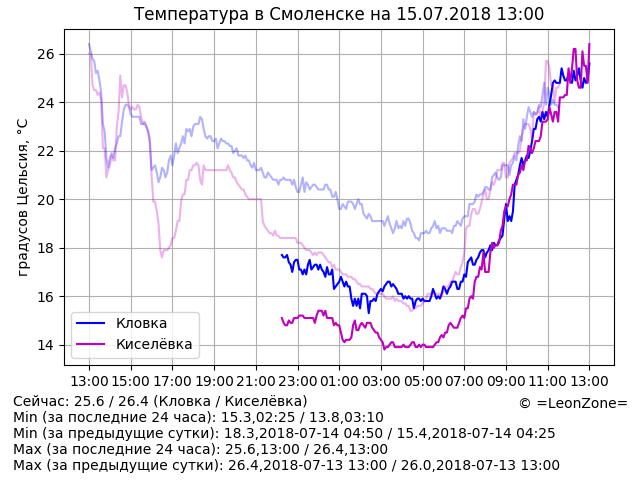 Температура в Смоленске на 15.07.2018 13:00
градусов Цельсия, °C
26
24
22
20
18
16
14
Кловка
Киселёвка
13:00 15:00 17:00 19:00 21:00 23:00 01:00 03:00 05:00 07:00 09:00 11:00 13:00
Сейчас: 25.6 / 26.4 (Кловка / Киселёвка)
© =LeonZone=
Min (за последние 24 часа): 15.3,02:25 / 13.8,03:10
Min (за предыдущие сутки): 18.3,2018-07-14 04:50 / 15.4,2018-07-14 04:25
Max (за последние 24 часа): 25.6,13:00 / 26.4,13:00
Max (за предыдущие сутки): 26.4,2018-07-13 13:00 / 26.0,2018-07-13 13:00